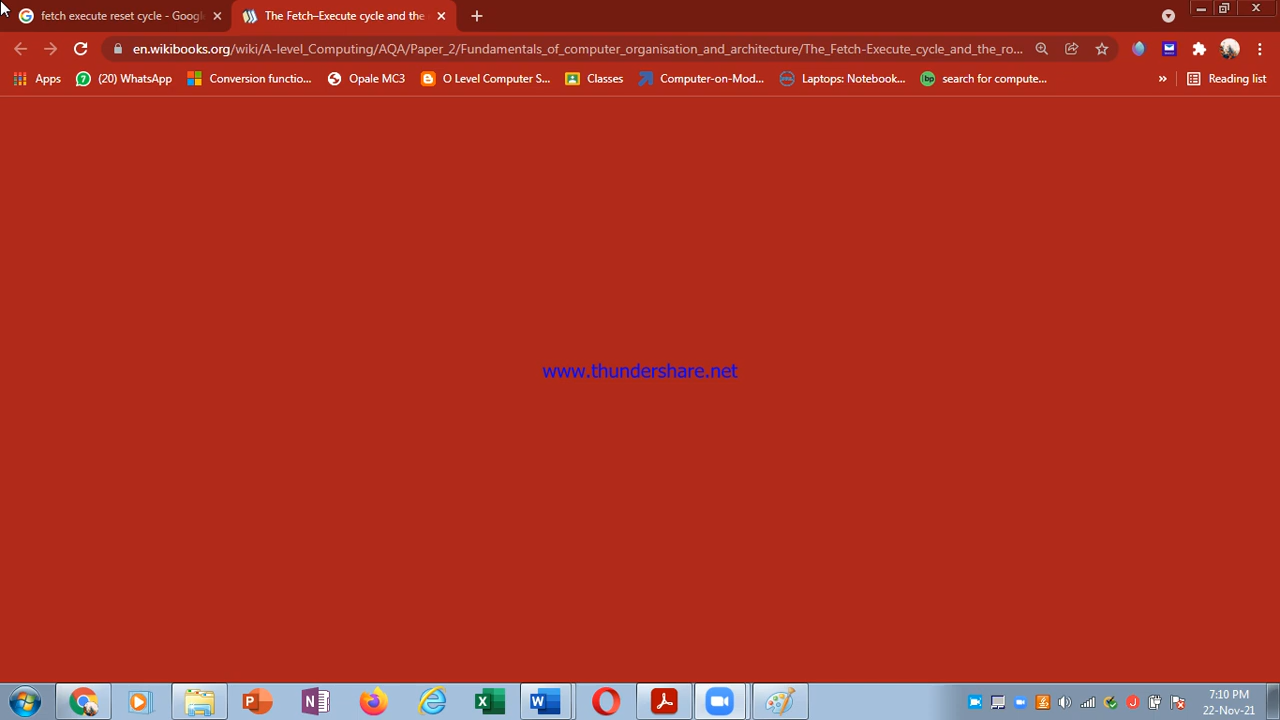 fetch execute reset cycle - Googl
The Fetch–Execute cycle and the
en.wikibooks.org/wiki/A-level_Computing/AQA/Paper_2/Fundamentals_of_computer_organisation_and_architecture/The_Fetch-Execute_cycle_and_the_ro...
Apps
(20) WhatsApp
Conversion functio...
Opale MC3
O Level Computer S...
Classes
Computer-on-Mod...
Laptops: Notebook...
bp
search for compute...
»
Reading list
www.thundershare.net
7:10 PM
22-Nov-21